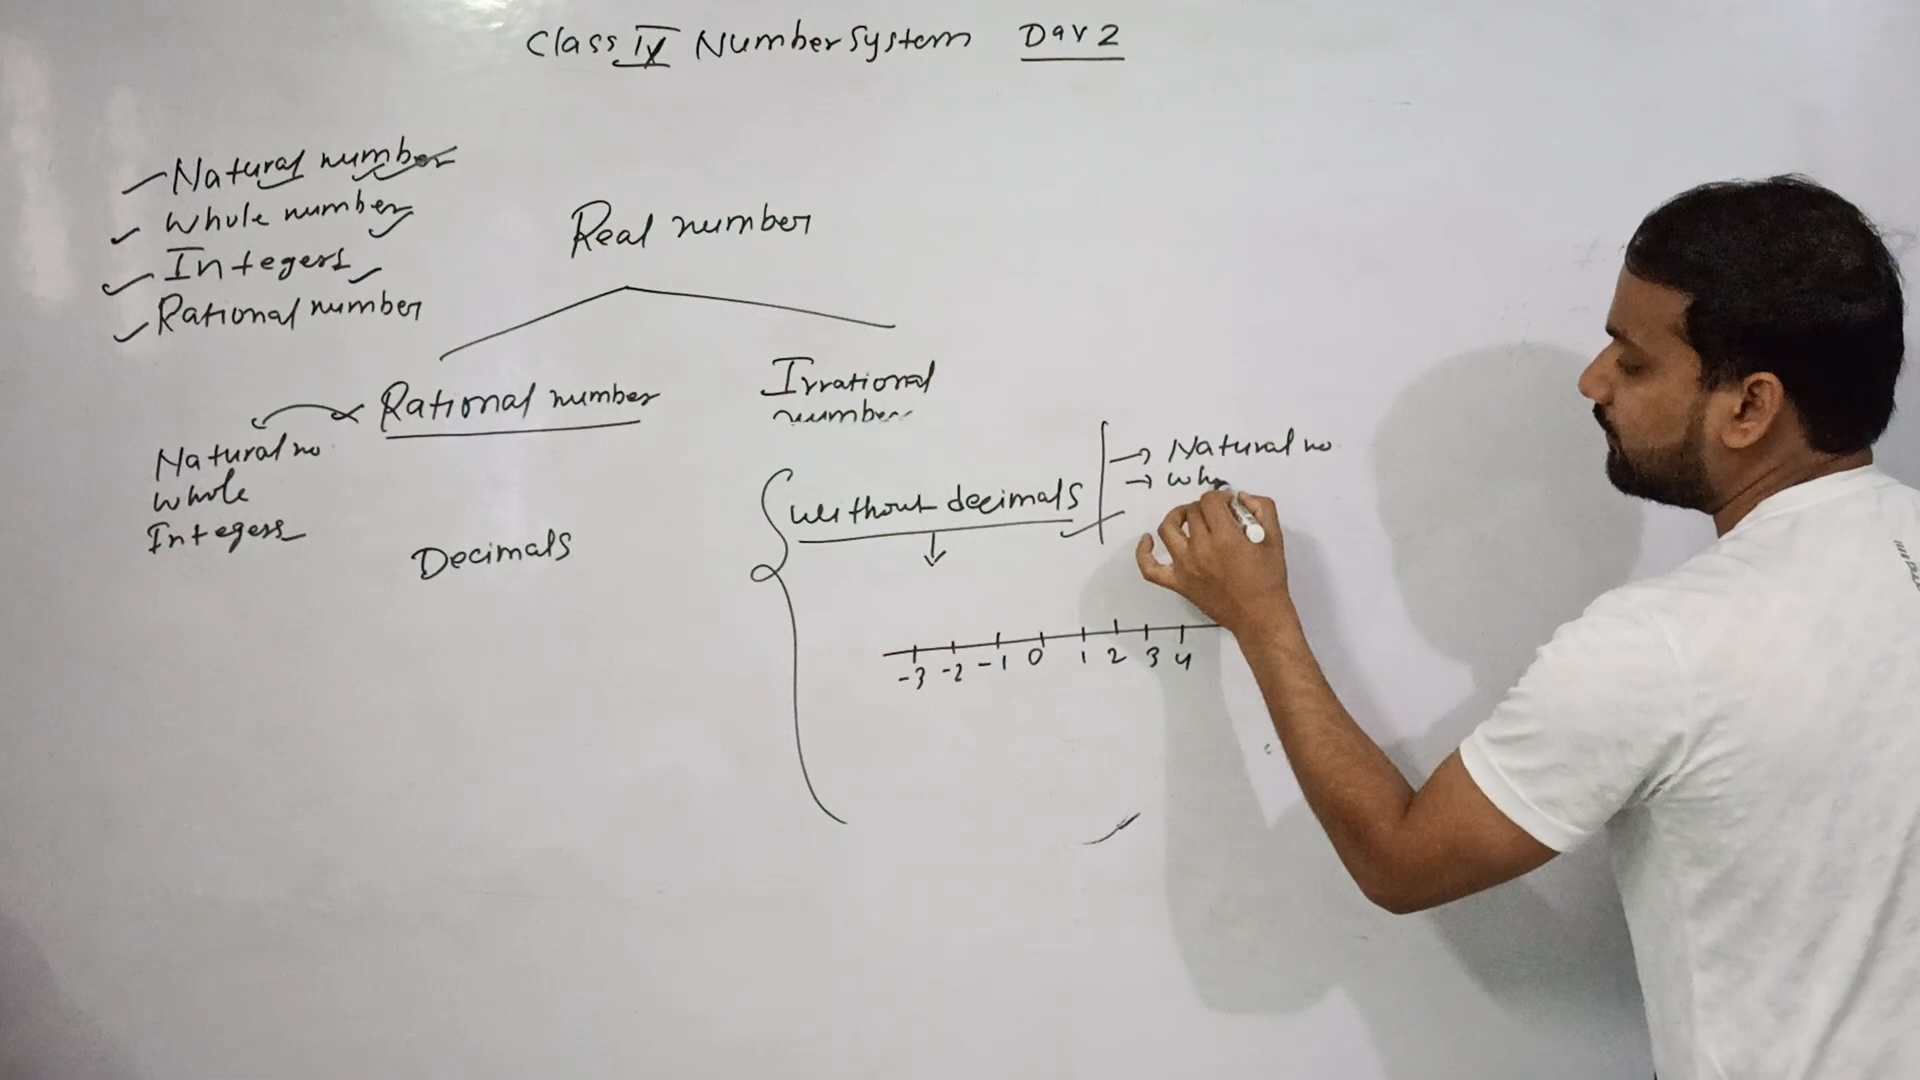 Class IX Number System Day 2
Natural number
Whole number
Integers
Rational number
Real number
Rational number
Irrational
number
Natural no
Whole
Integers
Decimals
Without decimals
→ Natural no
→ Who
-3 -2 -1 0 1 2 3 4